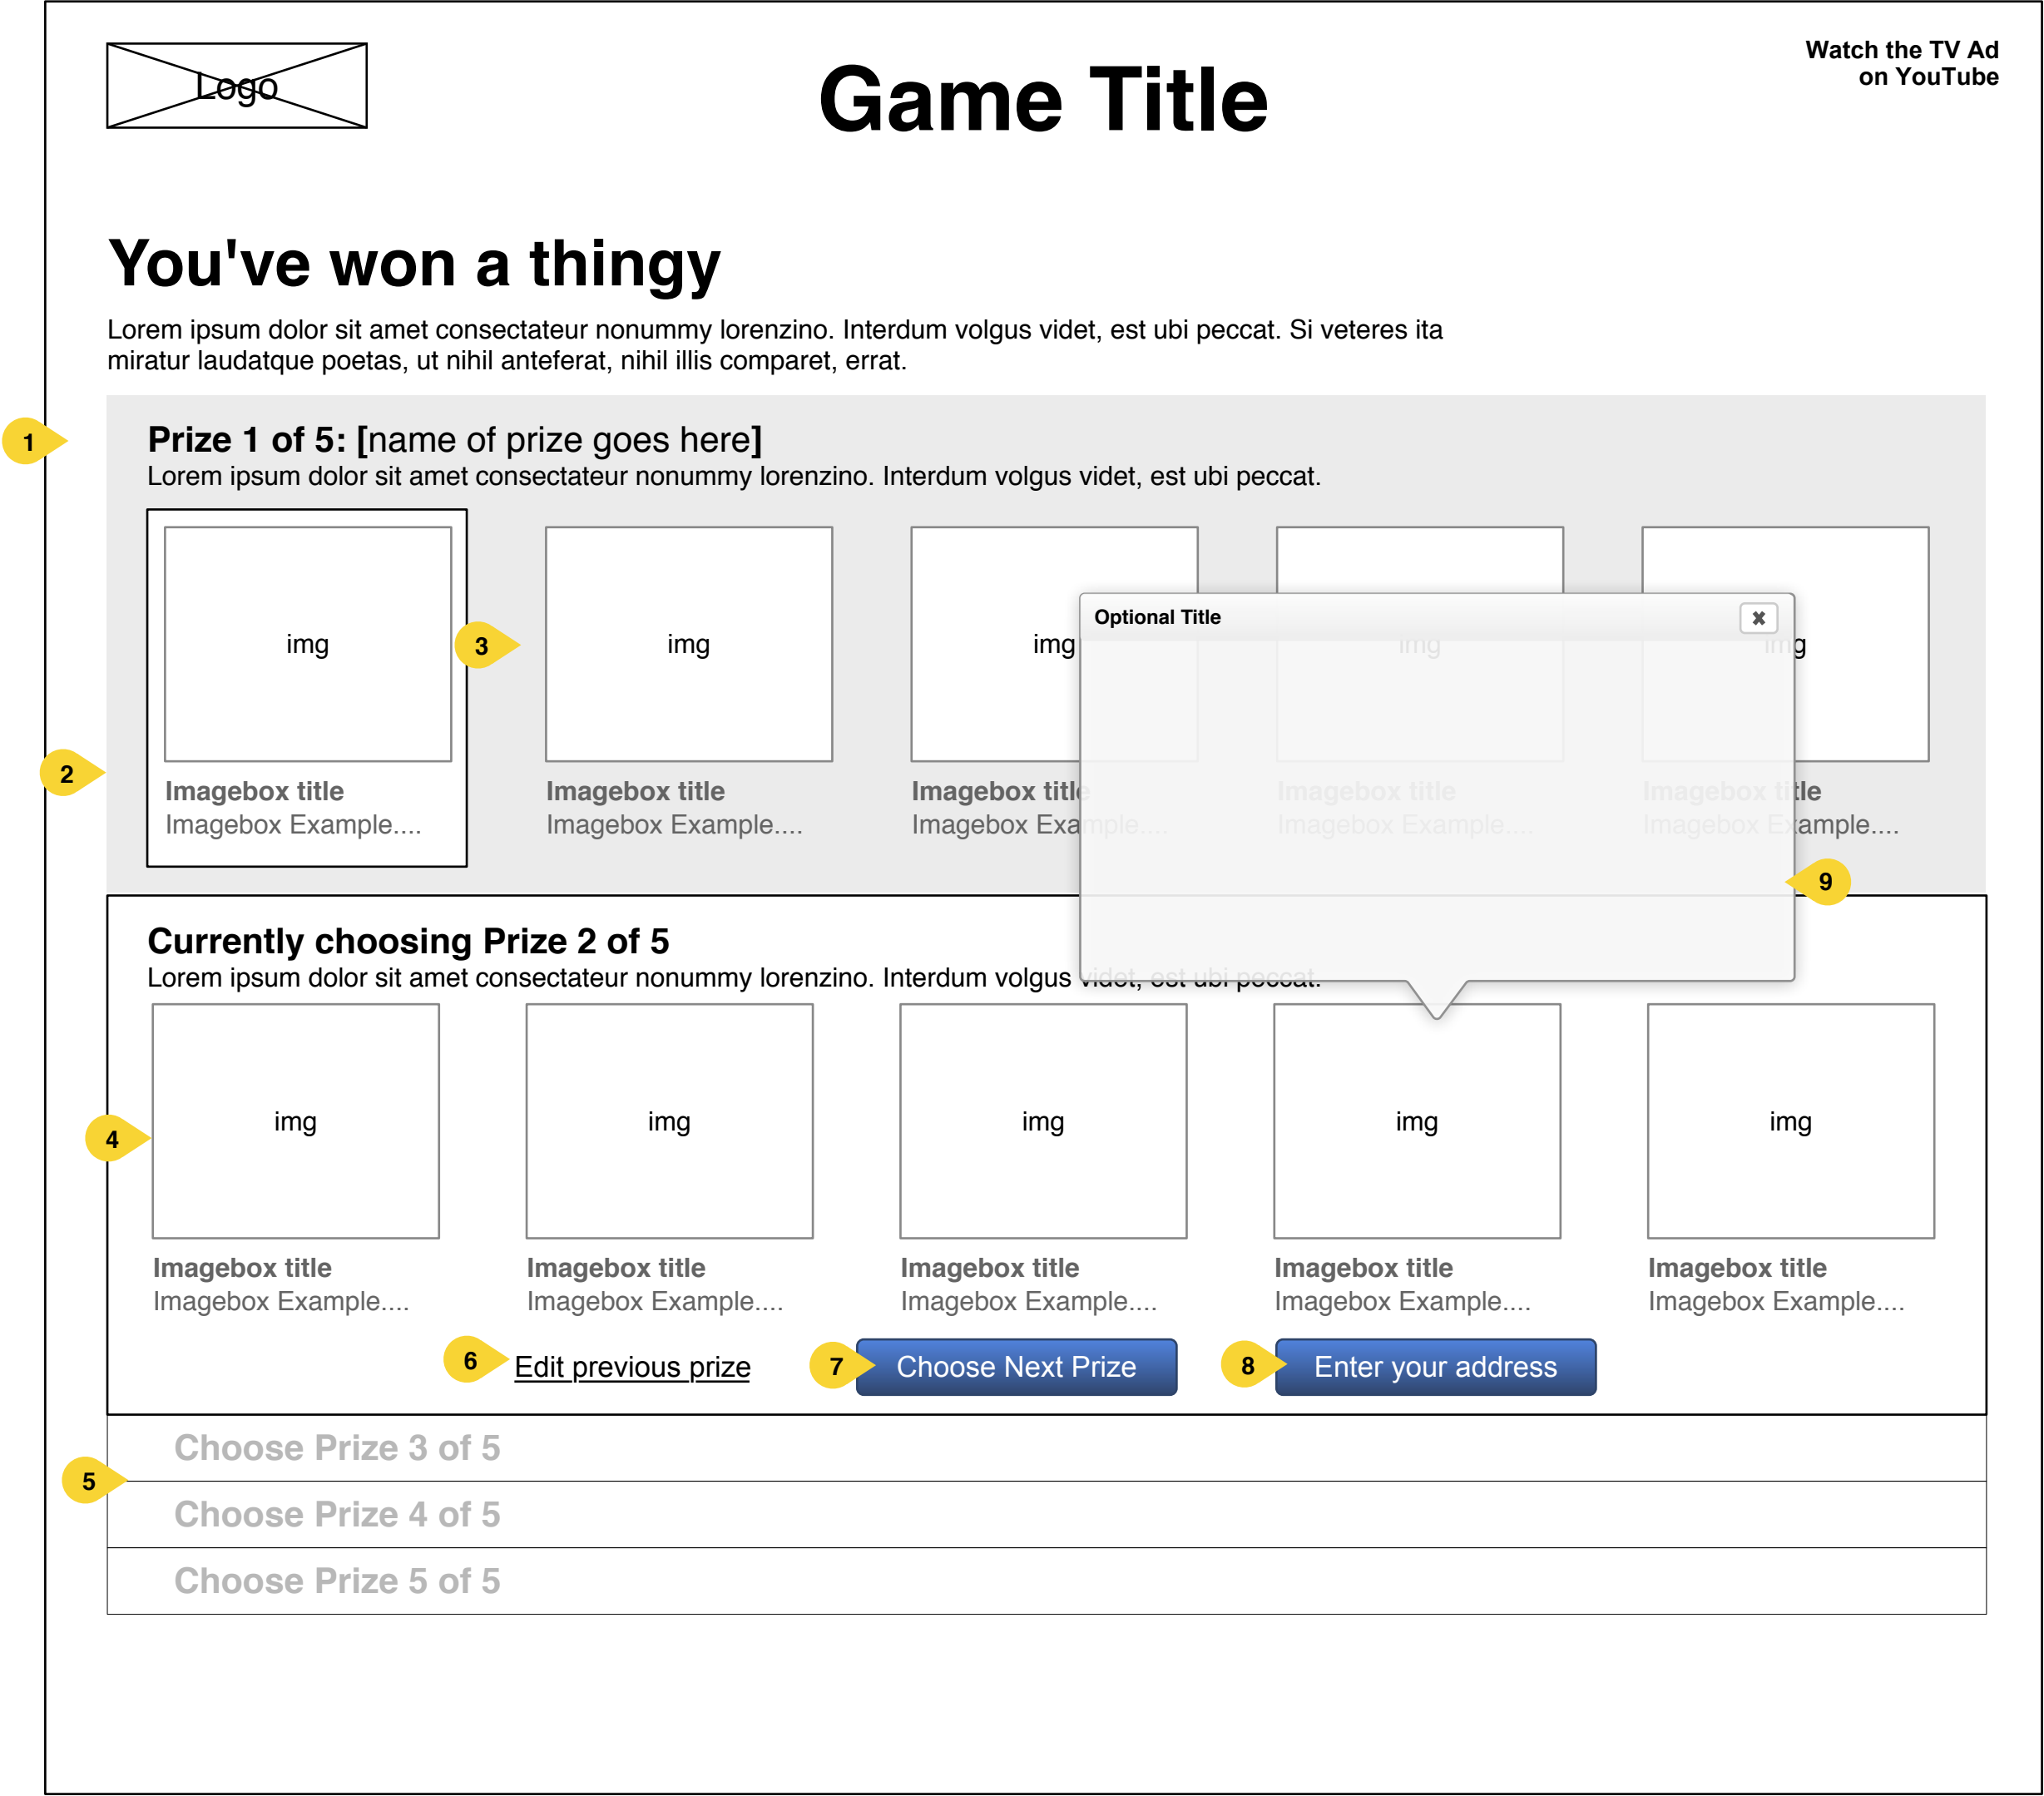 Logo
Game Title
Watch the TV Ad
on YouTube
You've won a thingy
Lorem ipsum dolor sit amet consectateur nonummy lorenzino. Interdum volgus videt, est ubi peccat. Si veteres ita
miratur laudatque poetas, ut nihil anteferat, nihil illis comparet, errat.
1
Prize 1 of 5: [name of prize goes here]
Lorem ipsum dolor sit amet consectateur nonummy lorenzino. Interdum volgus videt, est ubi peccat.
Optional Title
img
3
img
img
img
img
2
Imagebox title
Imagebox title
Imagebox title
Imagebox title
Imagebox title
Imagebox Example....
Imagebox Example....
Imagebox Example....
Imagebox Example....
Imagebox Example....
9
Currently choosing Prize 2 of 5
Lorem ipsum dolor sit amet consectateur nonummy lorenzino. Interdum volgus videt, est ubi peccat.
4
img
img
img
img
img
Imagebox title
Imagebox title
Imagebox title
Imagebox title
Imagebox title
Imagebox Example....
Imagebox Example....
Imagebox Example....
Imagebox Example....
Imagebox Example....
6
Edit previous prize
7
Choose Next Prize
8
Enter your address
Choose Prize 3 of 5
5
Choose Prize 4 of 5
Choose Prize 5 of 5